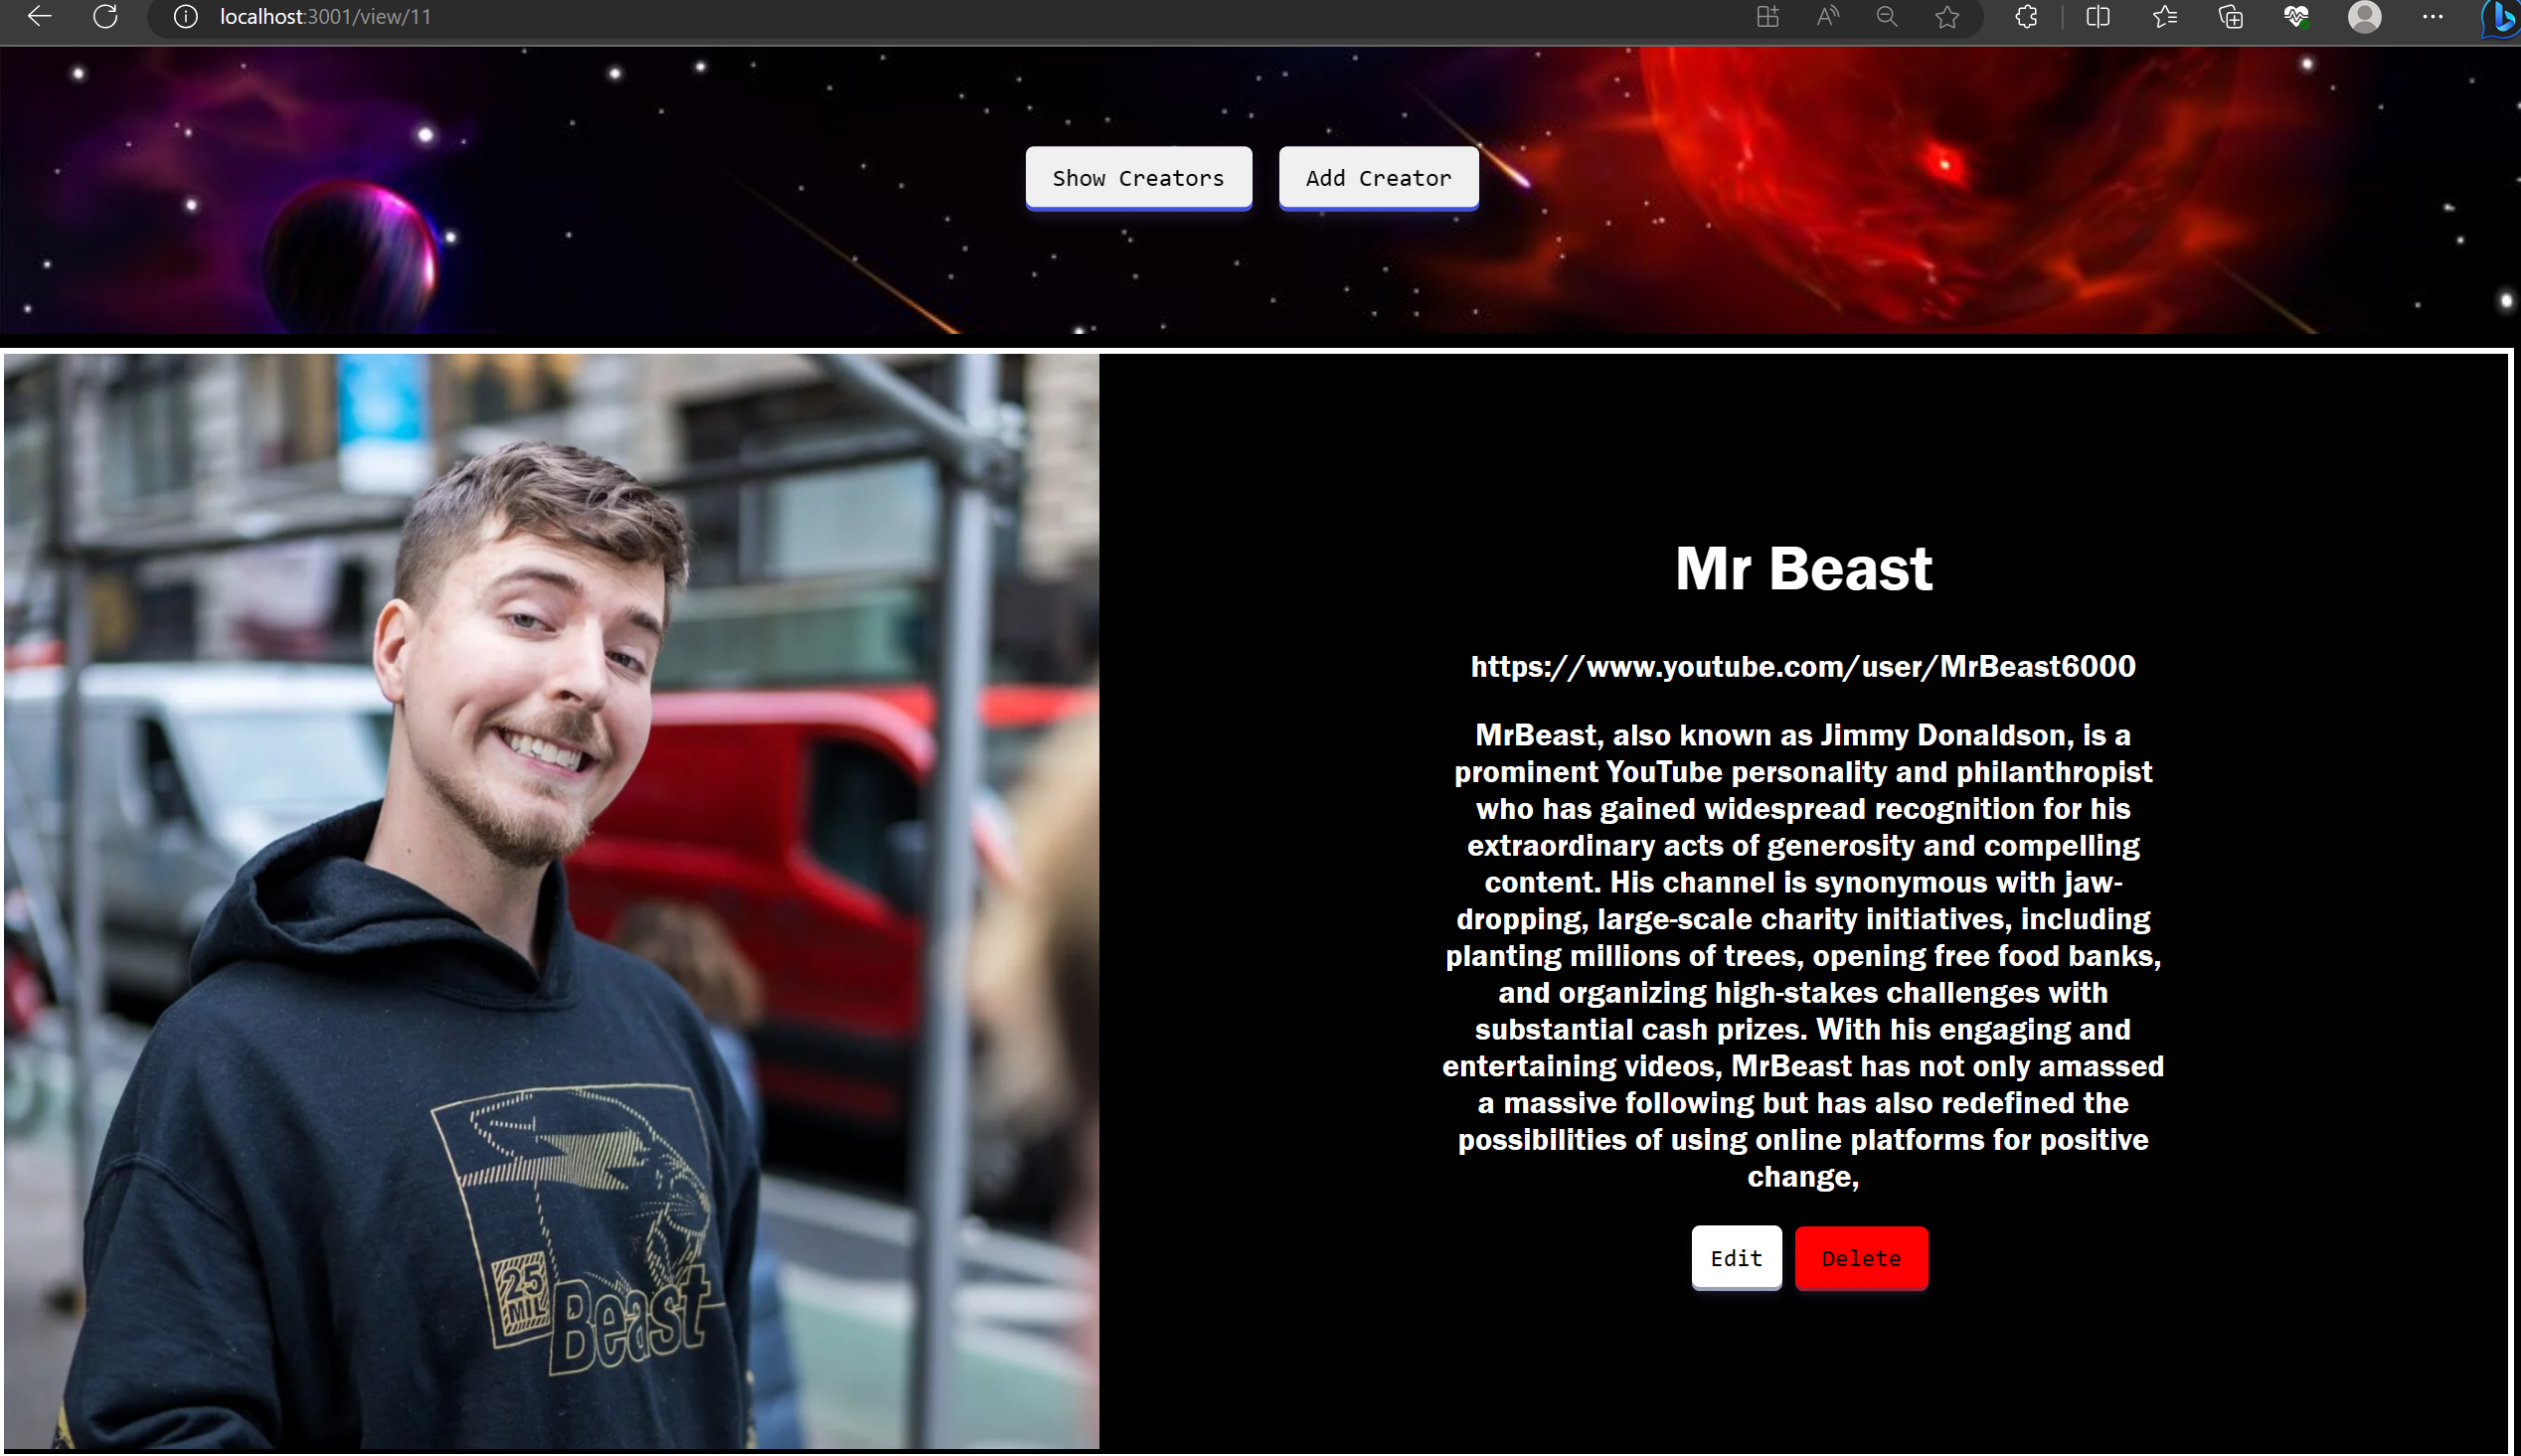 localhost:3001/view/11
Show Creators
Add Creator
Mr Beast
https://www.youtube.com/user/MrBeast6000
MrBeast, also known as Jimmy Donaldson, is a
prominent YouTube personality and philanthropist
who has gained widespread recognition for his
extraordinary acts of generosity and compelling
content. His channel is synonymous with jaw-
dropping, large-scale charity initiatives, including
planting millions of trees, opening free food banks,
and organizing high-stakes challenges with
substantial cash prizes. With his engaging and
entertaining videos, MrBeast has not only amassed
a massive following but has also redefined the
possibilities of using online platforms for positive
change,
Edit
Delete
25
MIL
Beast